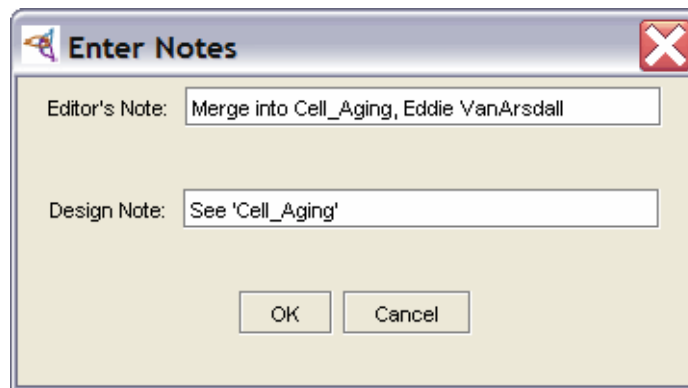 Enter Notes
Editor's Note: Merge into Cell_Aging, Eddie VanArsdall
Design Note: See 'Cell_Aging'
OK Cancel